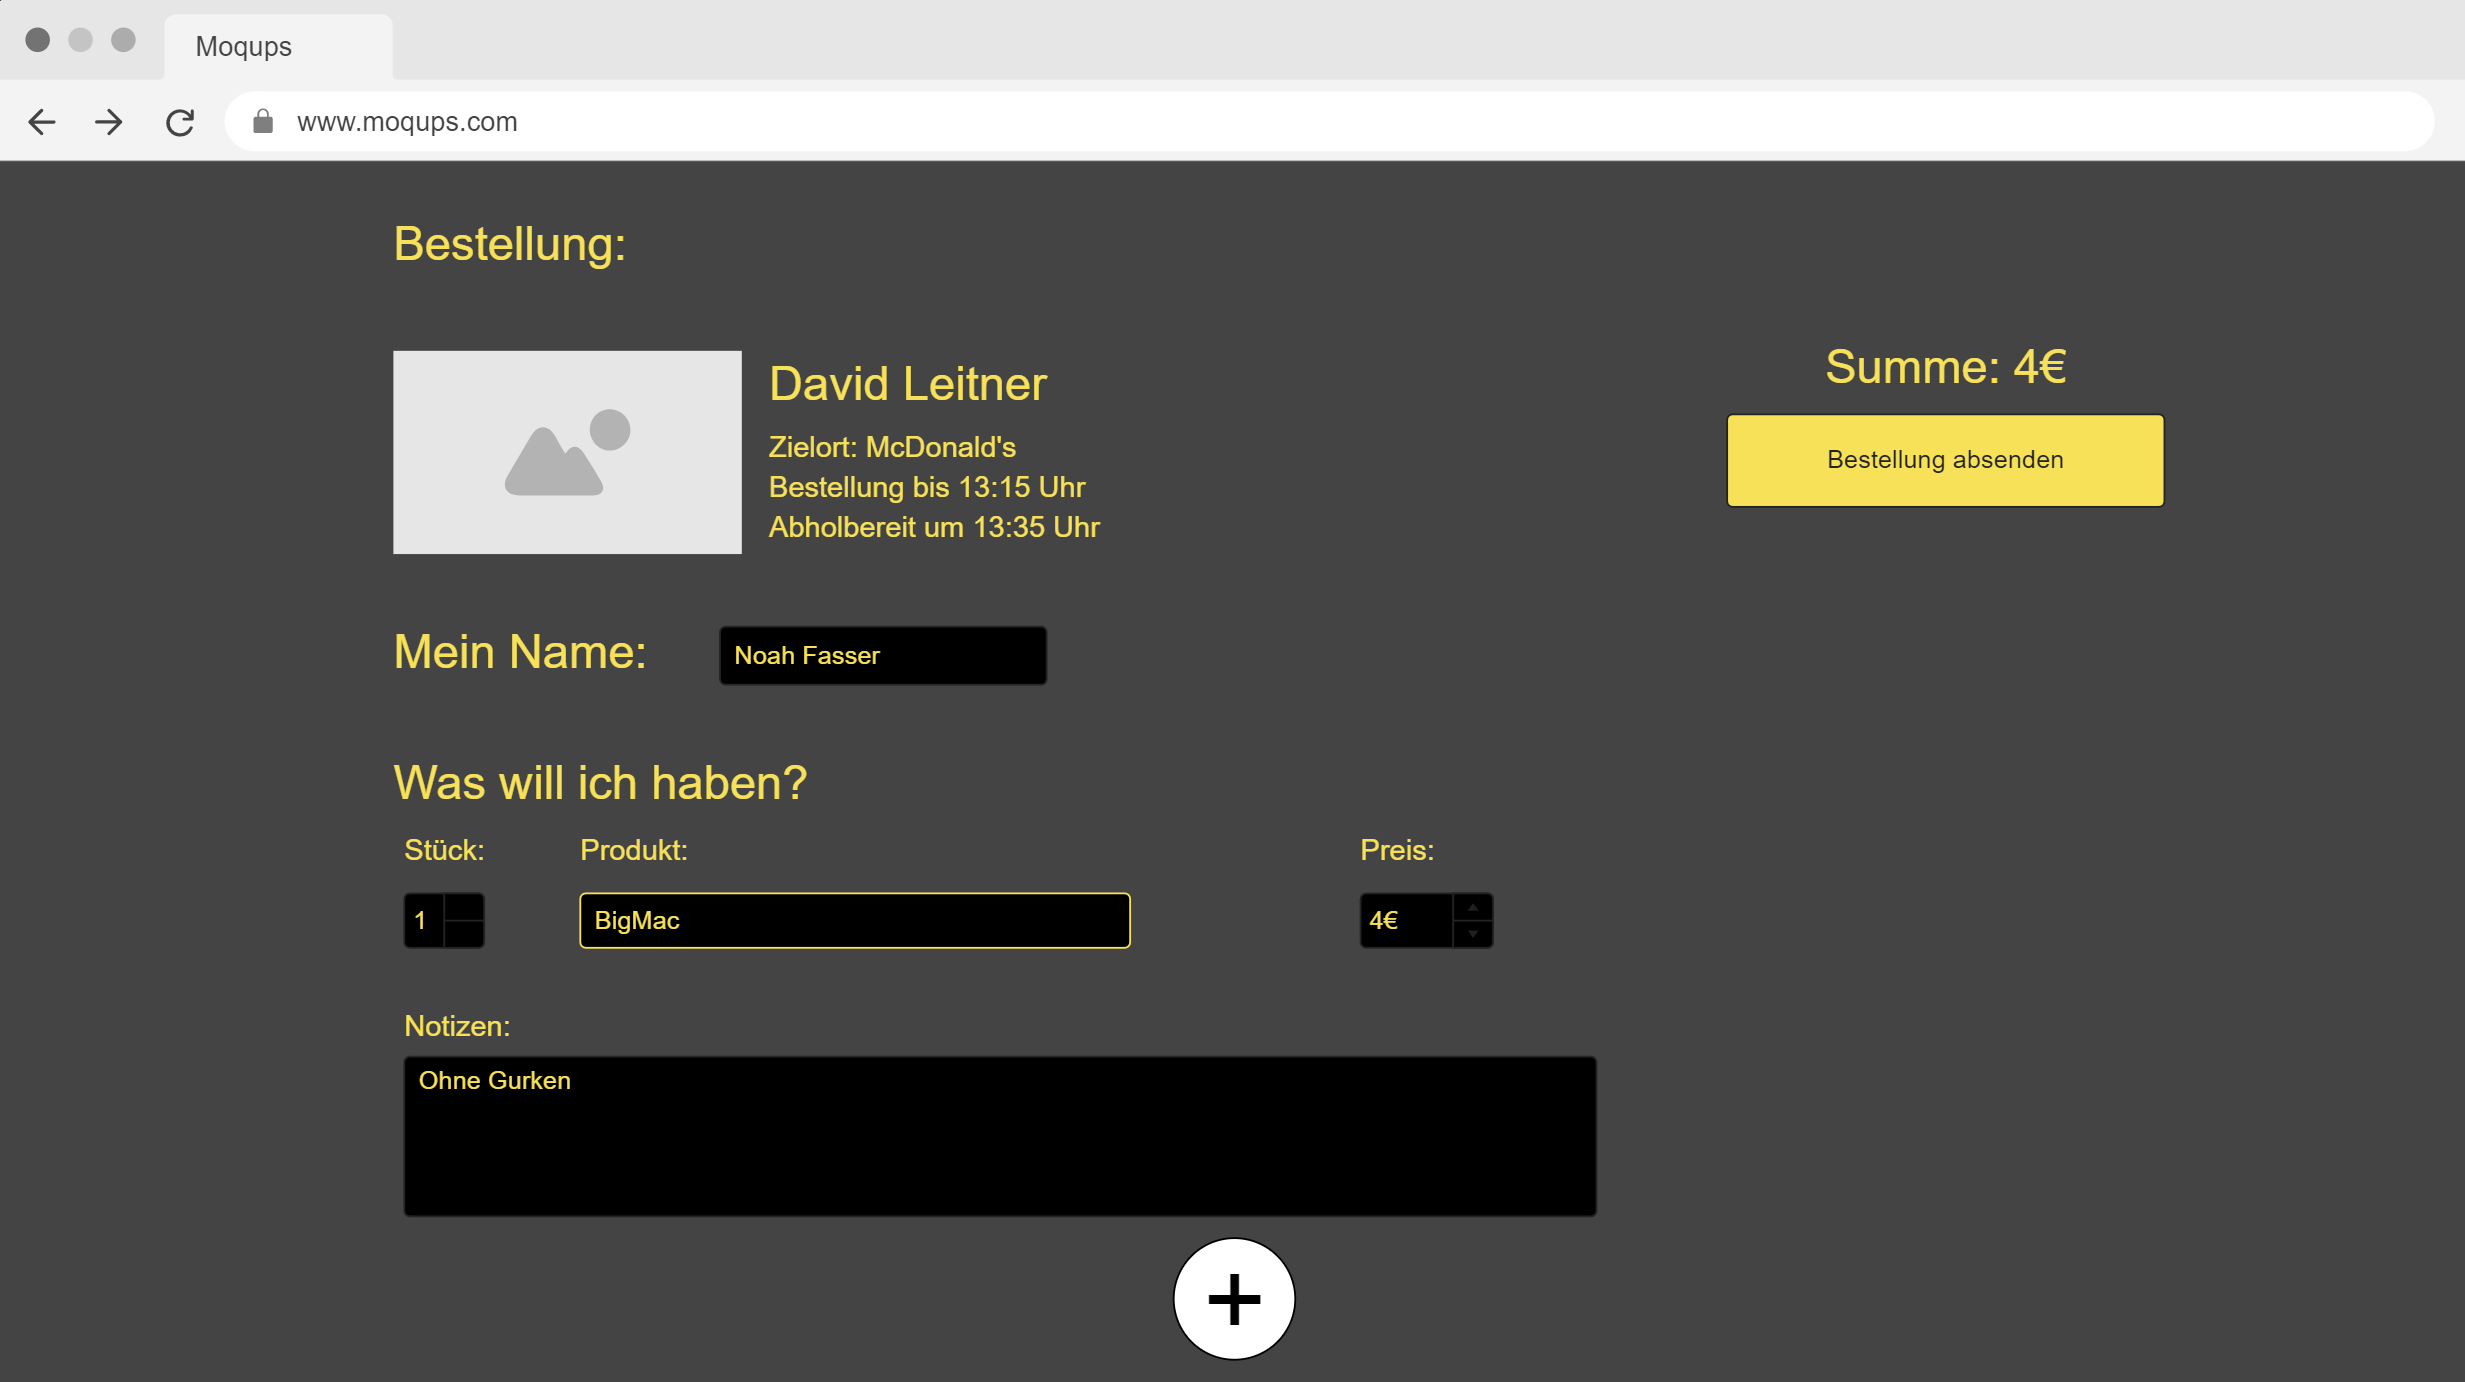 Moqups
www.moqups.com
Bestellung:
David Leitner
Zielort: McDonald's
Bestellung bis 13:15 Uhr
Abholbereit um 13:35 Uhr
Summe: 4€
Bestellung absenden
Mein Name:
Noah Fasser
Was will ich haben?
Stück:
Produkt:
Preis:
1
BigMac
4€
Notizen:
Ohne Gurken